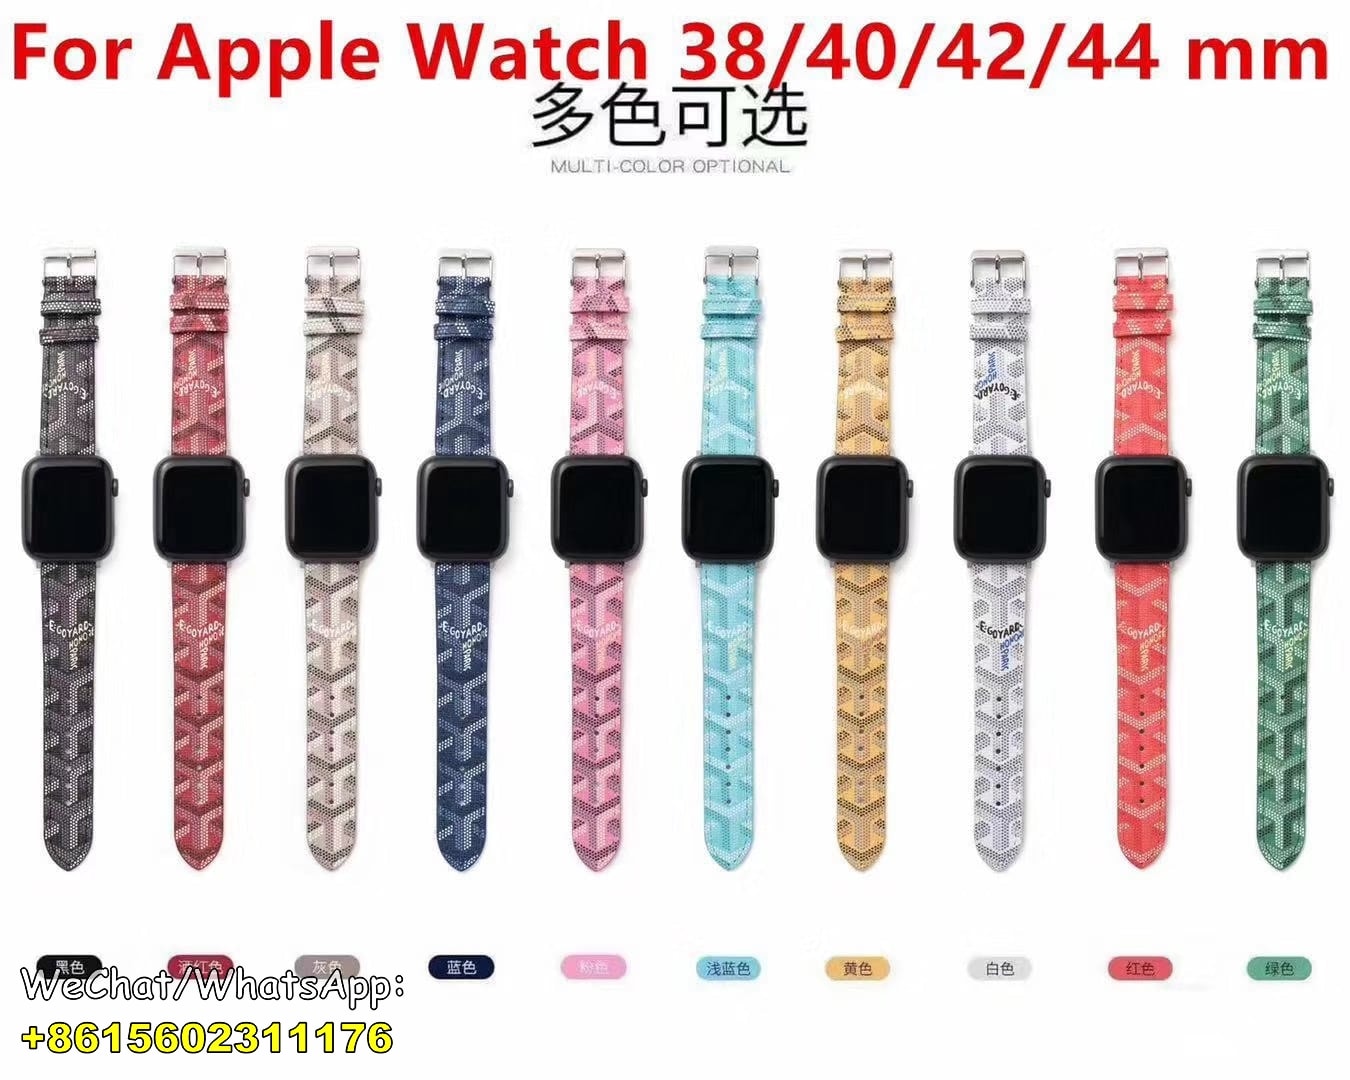 For Apple Watch 38/40/42/44 mm
多色可选
MULTI-COLOR OPTIONAL
黑色
酒红色
灰色
蓝色
粉色
浅蓝色
黄色
白色
红色
绿色
WeChat/WhatsApp:
+8615602311176